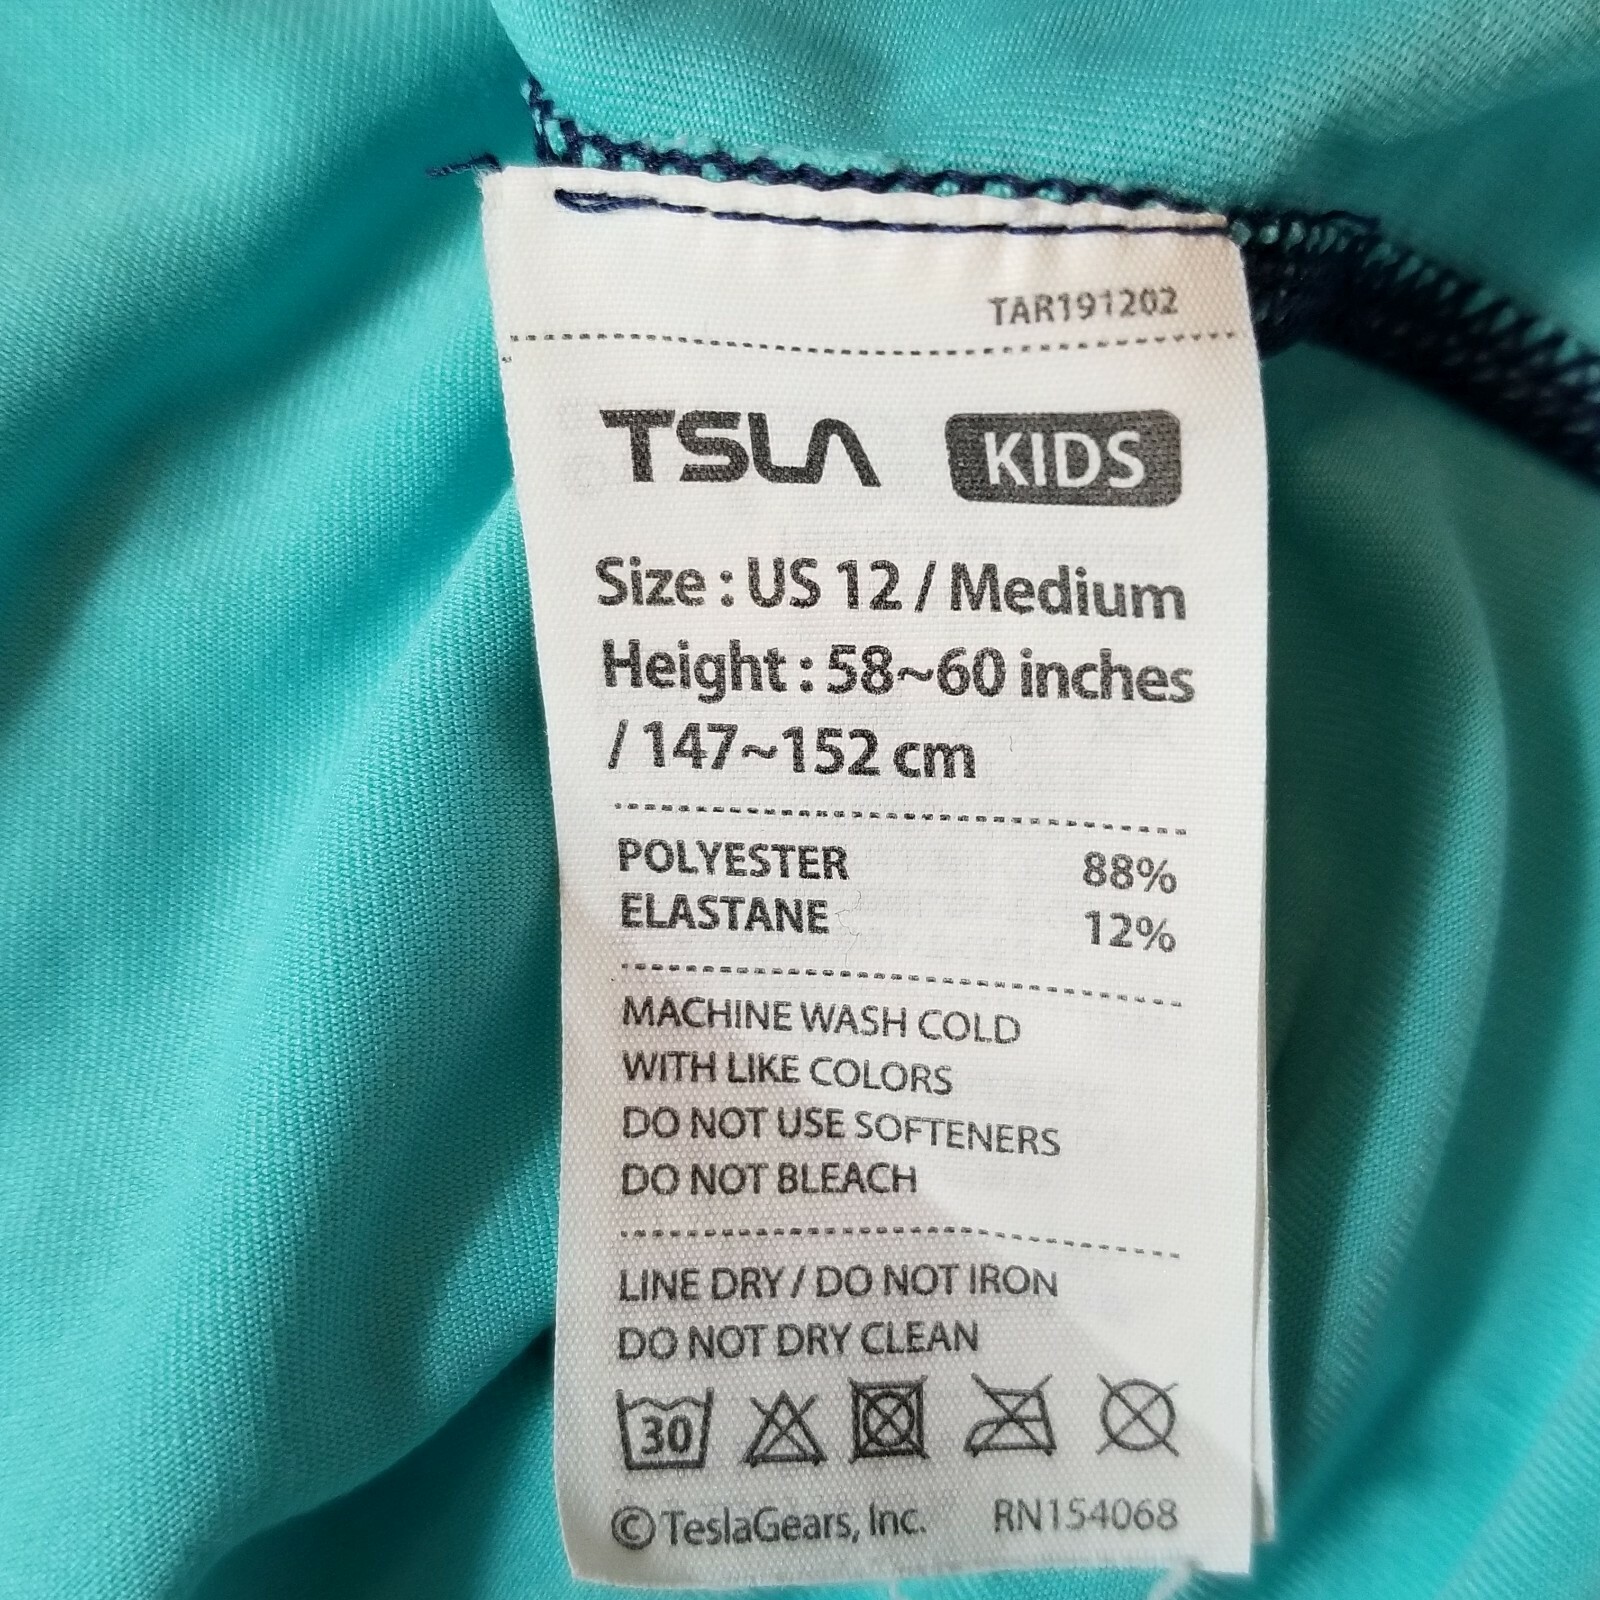 TAR191202
TSLA KIDS
Size : US 12 / Medium
Height : 58~60 inches
/ 147~152 cm
POLYESTER 88%
ELASTANE 12%
MACHINE WASH COLD
WITH LIKE COLORS
DO NOT USE SOFTENERS
DO NOT BLEACH
LINE DRY / DO NOT IRON
DO NOT DRY CLEAN
30
© TeslaGears, Inc. RN154068